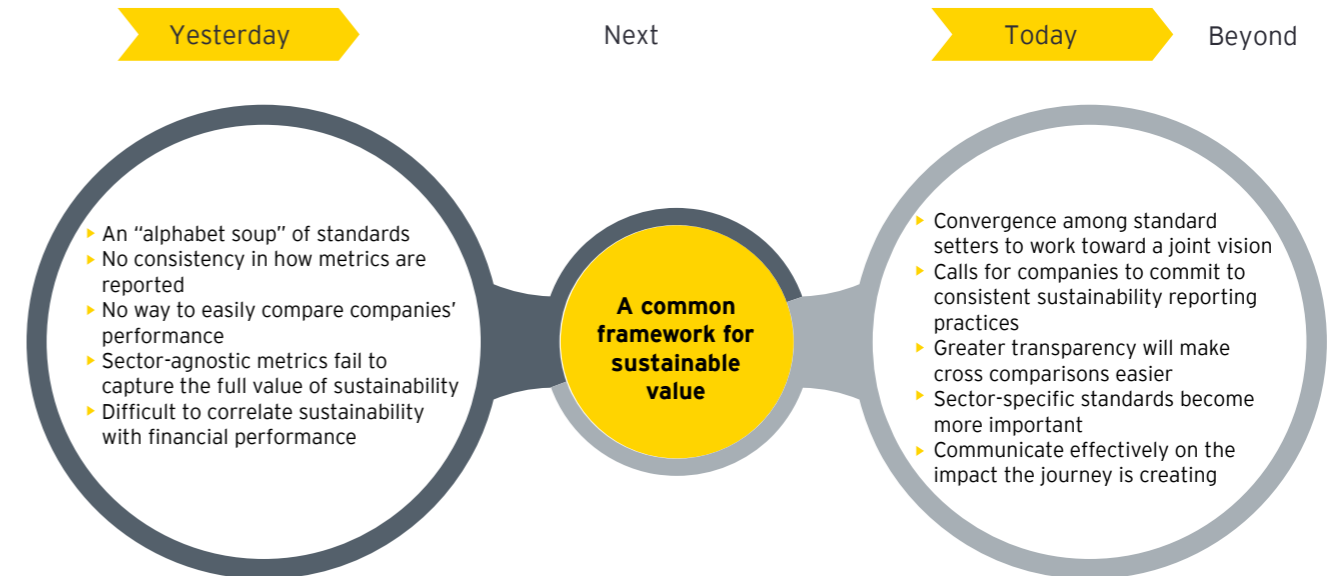 Yesterday
Next
Today
Beyond
An “alphabet soup” of standards
No consistency in how metrics are
reported
No way to easily compare companies’
performance
Sector-agnostic metrics fail to
capture the full value of sustainability
Difficult to correlate sustainability
with financial performance
A common
framework for
sustainable
value
Convergence among standard
setters to work toward a joint vision
Calls for companies to commit to
consistent sustainability reporting
practices
Greater transparency will make
cross comparisons easier
Sector-specific standards become
more important
Communicate effectively on the
impact the journey is creating